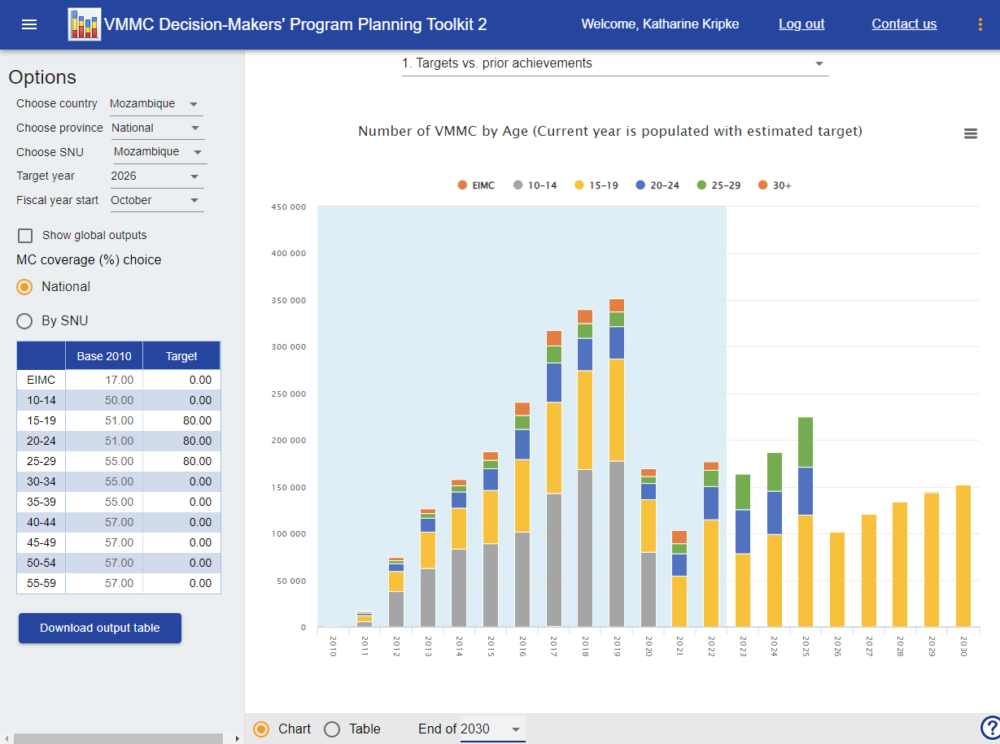 VMMC Decision-Makers' Program Planning Toolkit 2
Welcome, Katharine Kripke
Log out
Contact us
Options
Choose country Mozambique
Choose province National
Choose SNU Mozambique
Target year 2026
Fiscal year start October
Show global outputs
MC coverage (%) choice
National
By SNU
Base 2010 Target
EIMC 17.00 0.00
10-14 50.00 0.00
15-19 51.00 80.00
20-24 51.00 80.00
25-29 55.00 80.00
30-34 55.00 0.00
35-39 55.00 0.00
40-44 57.00 0.00
45-49 57.00 0.00
50-54 57.00 0.00
55-59 57.00 0.00
Download output table
1. Targets vs. prior achievements
Number of VMMC by Age (Current year is populated with estimated target)
EIMC 10-14 15-19 20-24 25-29 30+
450 000
400 000
350 000
300 000
250 000
200 000
150 000
100 000
50 000
0
2010 2011 2012 2013 2014 2015 2016 2017 2018 2019 2020 2021 2022 2023 2024 2025 2026 2027 2028 2029 2030
Chart Table End of 2030
?